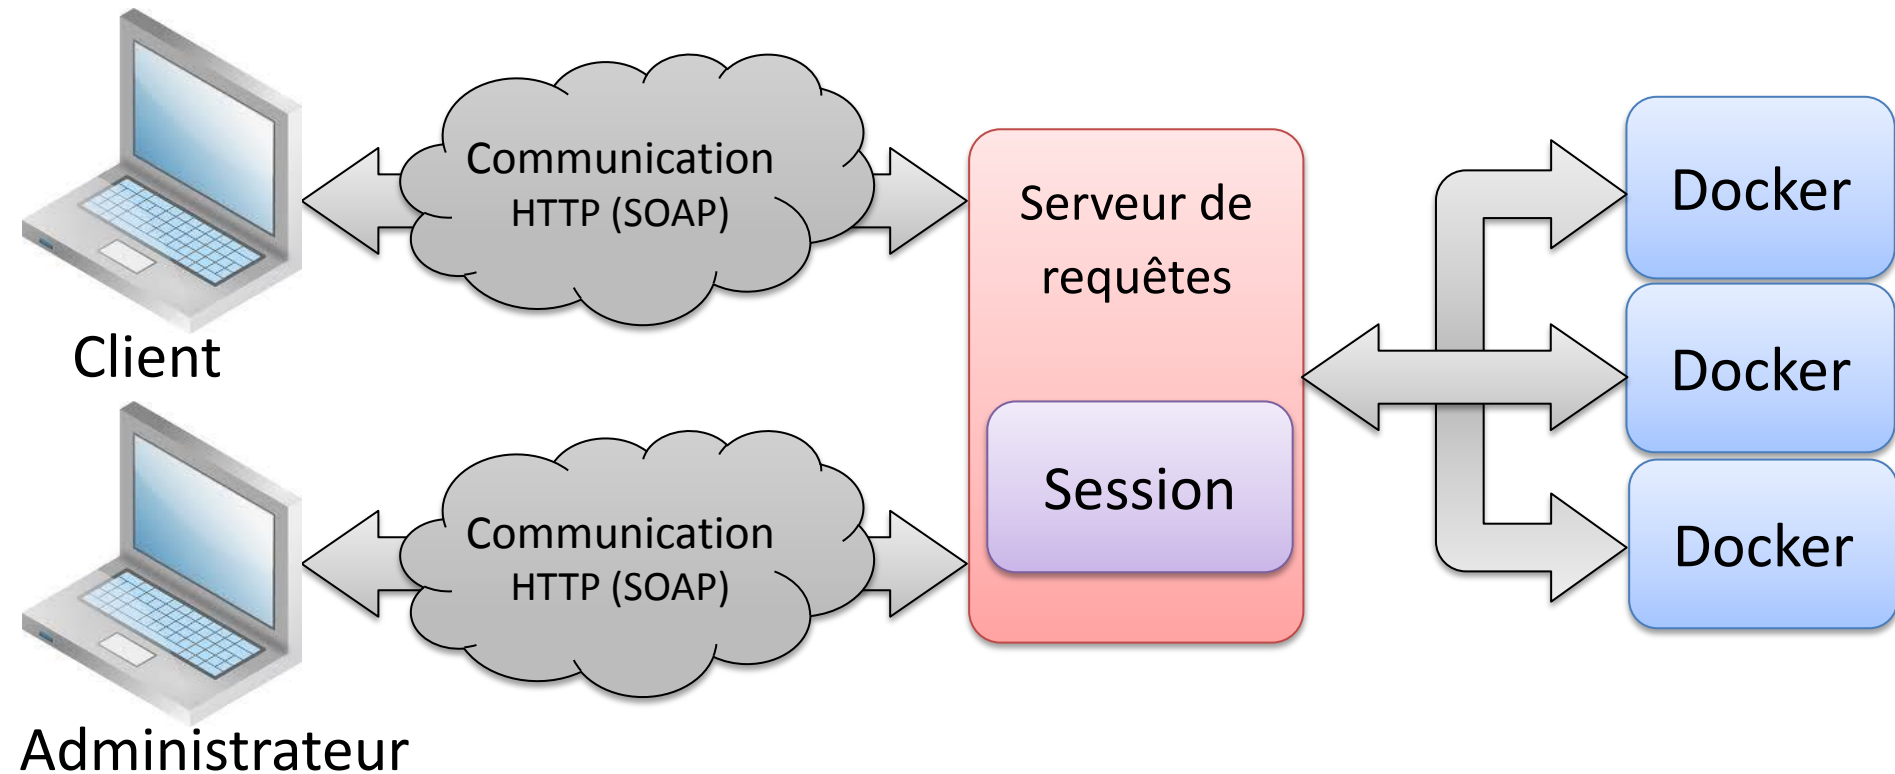 Client
Communication
HTTP (SOAP)
Serveur de
requêtes
Session
Docker
Docker
Docker
Administrateur
Communication
HTTP (SOAP)